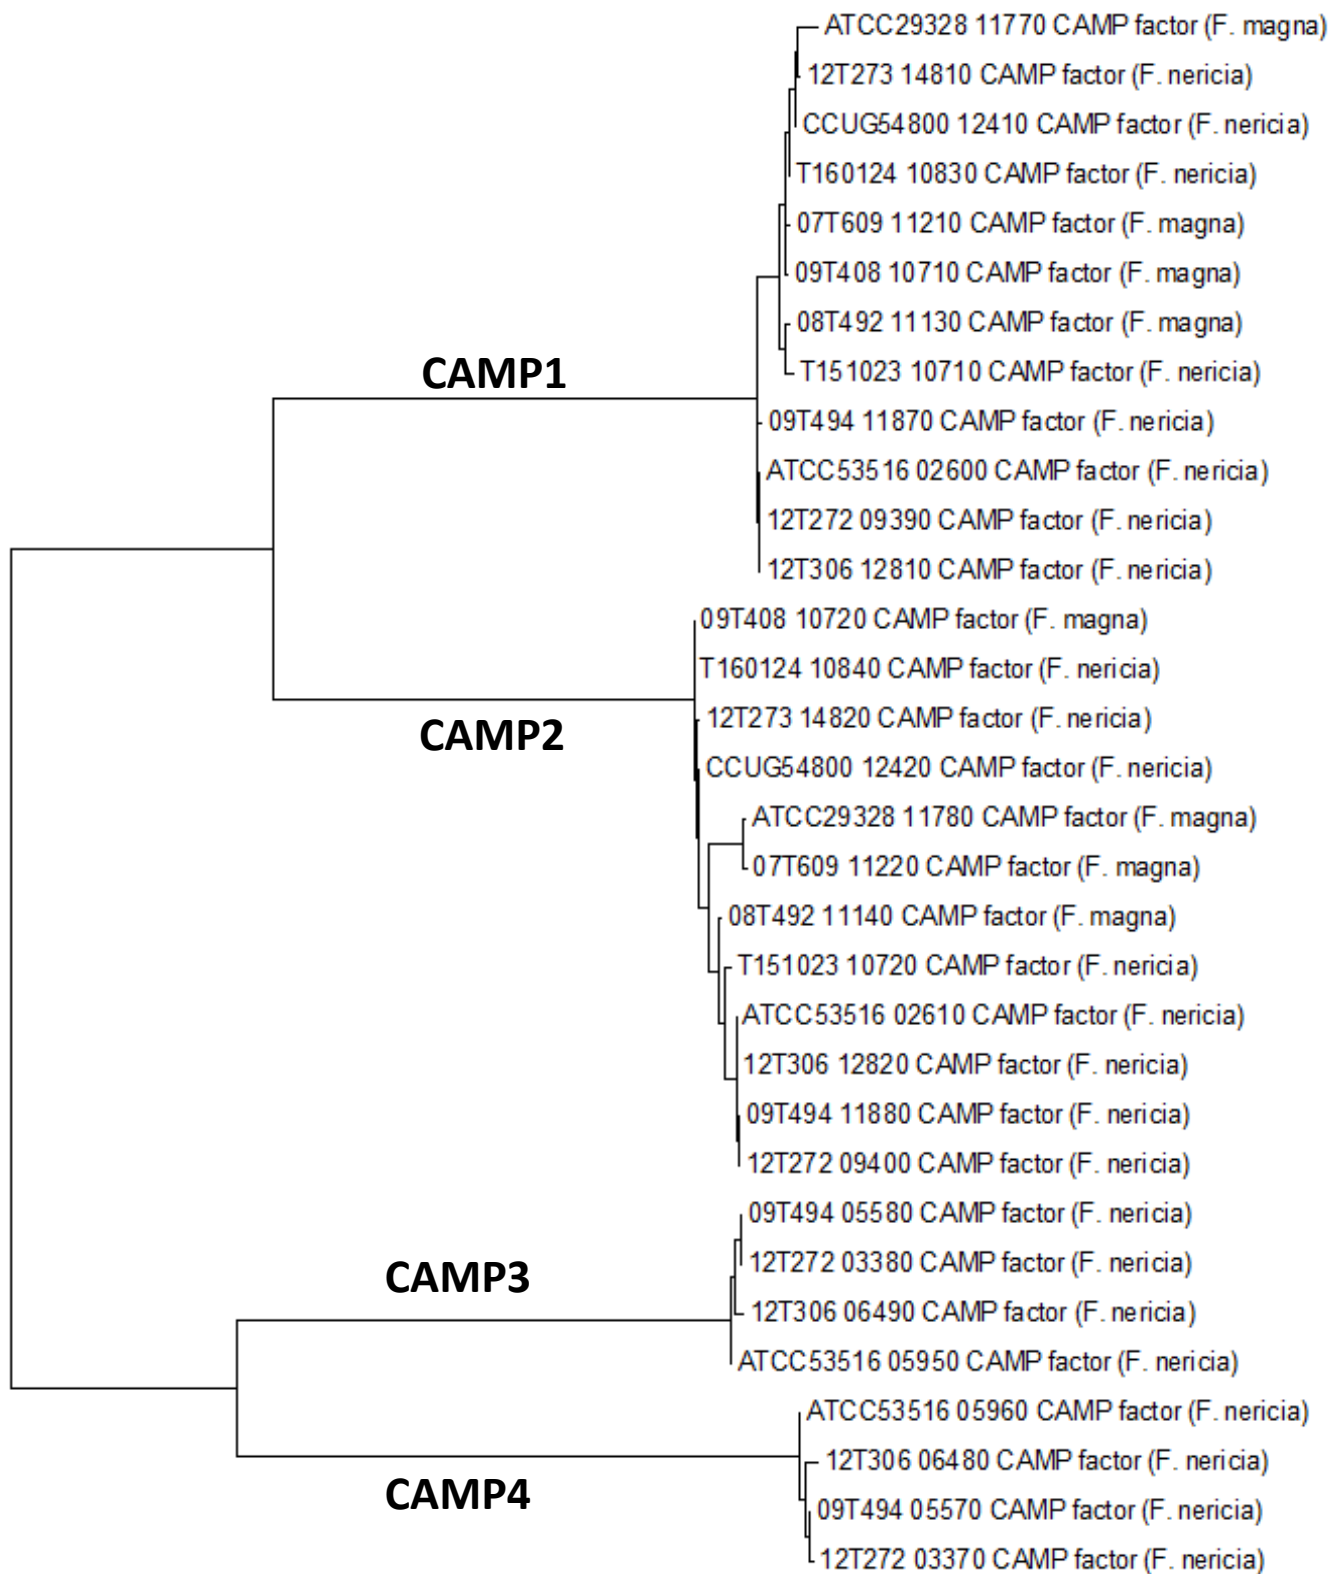 ATCC29328 11770 CAMP factor (F. magna)
12T273 14810 CAMP factor (F. nericia)
CCUG54800 12410 CAMP factor (F. nericia)
T160124 10830 CAMP factor (F. nericia)
07T609 11210 CAMP factor (F. magna)
09T408 10710 CAMP factor (F. magna)
08T492 11130 CAMP factor (F. magna)
CAMP1
T151023 10710 CAMP factor (F. nericia)
09T494 11870 CAMP factor (F. nericia)
ATCC53516 02600 CAMP factor (F. nericia)
12T272 09390 CAMP factor (F. nericia)
12T306 12810 CAMP factor (F. nericia)
09T408 10720 CAMP factor (F. magna)
T160124 10840 CAMP factor (F. nericia)
12T273 14820 CAMP factor (F. nericia)
CAMP2
CCUG54800 12420 CAMP factor (F. nericia)
ATCC29328 11780 CAMP factor (F. magna)
07T609 11220 CAMP factor (F. magna)
08T492 11140 CAMP factor (F. magna)
T151023 10720 CAMP factor (F. nericia)
ATCC53516 02610 CAMP factor (F. nericia)
12T306 12820 CAMP factor (F. nericia)
09T494 11880 CAMP factor (F. nericia)
12T272 09400 CAMP factor (F. nericia)
09T494 05580 CAMP factor (F. nericia)
12T272 03380 CAMP factor (F. nericia)
CAMP3
12T306 06490 CAMP factor (F. nericia)
ATCC53516 05950 CAMP factor (F. nericia)
ATCC53516 05960 CAMP factor (F. nericia)
12T306 06480 CAMP factor (F. nericia)
CAMP4
09T494 05570 CAMP factor (F. nericia)
12T272 03370 CAMP factor (F. nericia)